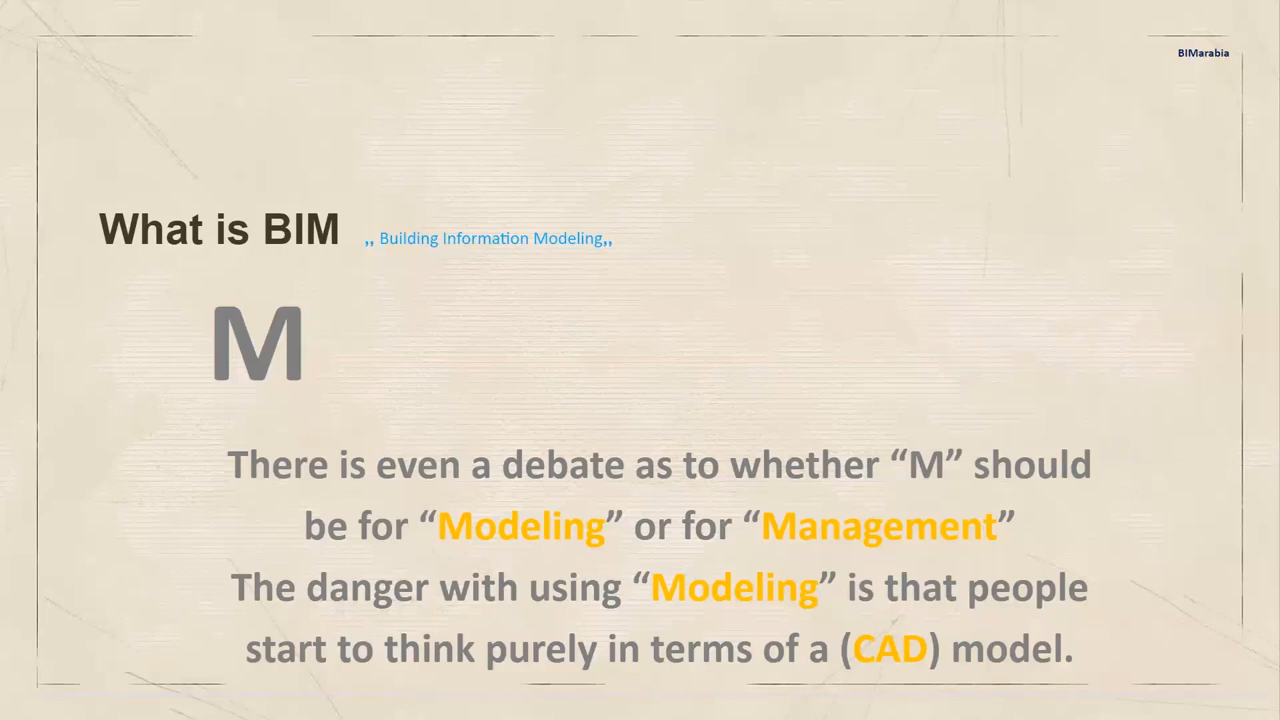 BIMarabia
What is BIM ,, Building Information Modeling,,
M
There is even a debate as to whether “M” should
be for “Modeling” or for “Management”
The danger with using “Modeling” is that people
start to think purely in terms of a (CAD) model.